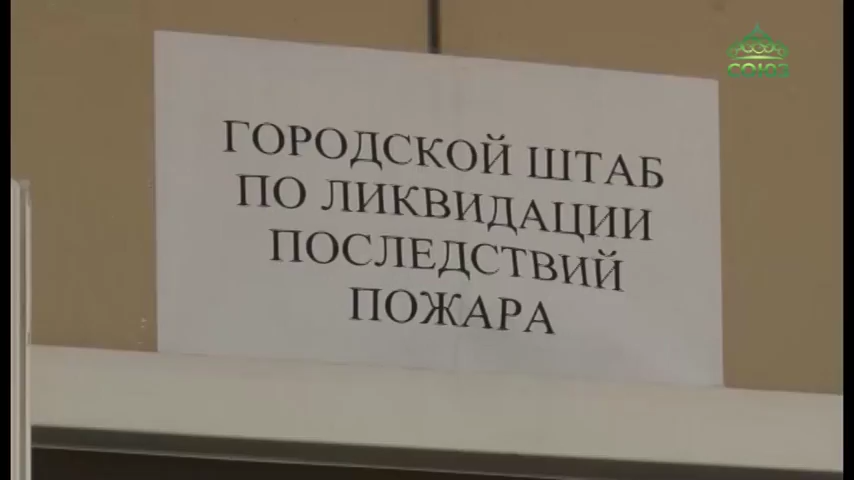 СОЮЗ
ГОРОДСКОЙ ШТАБ
ПО ЛИКВИДАЦИИ
ПОСЛЕДСТВИЙ
ПОЖАРА